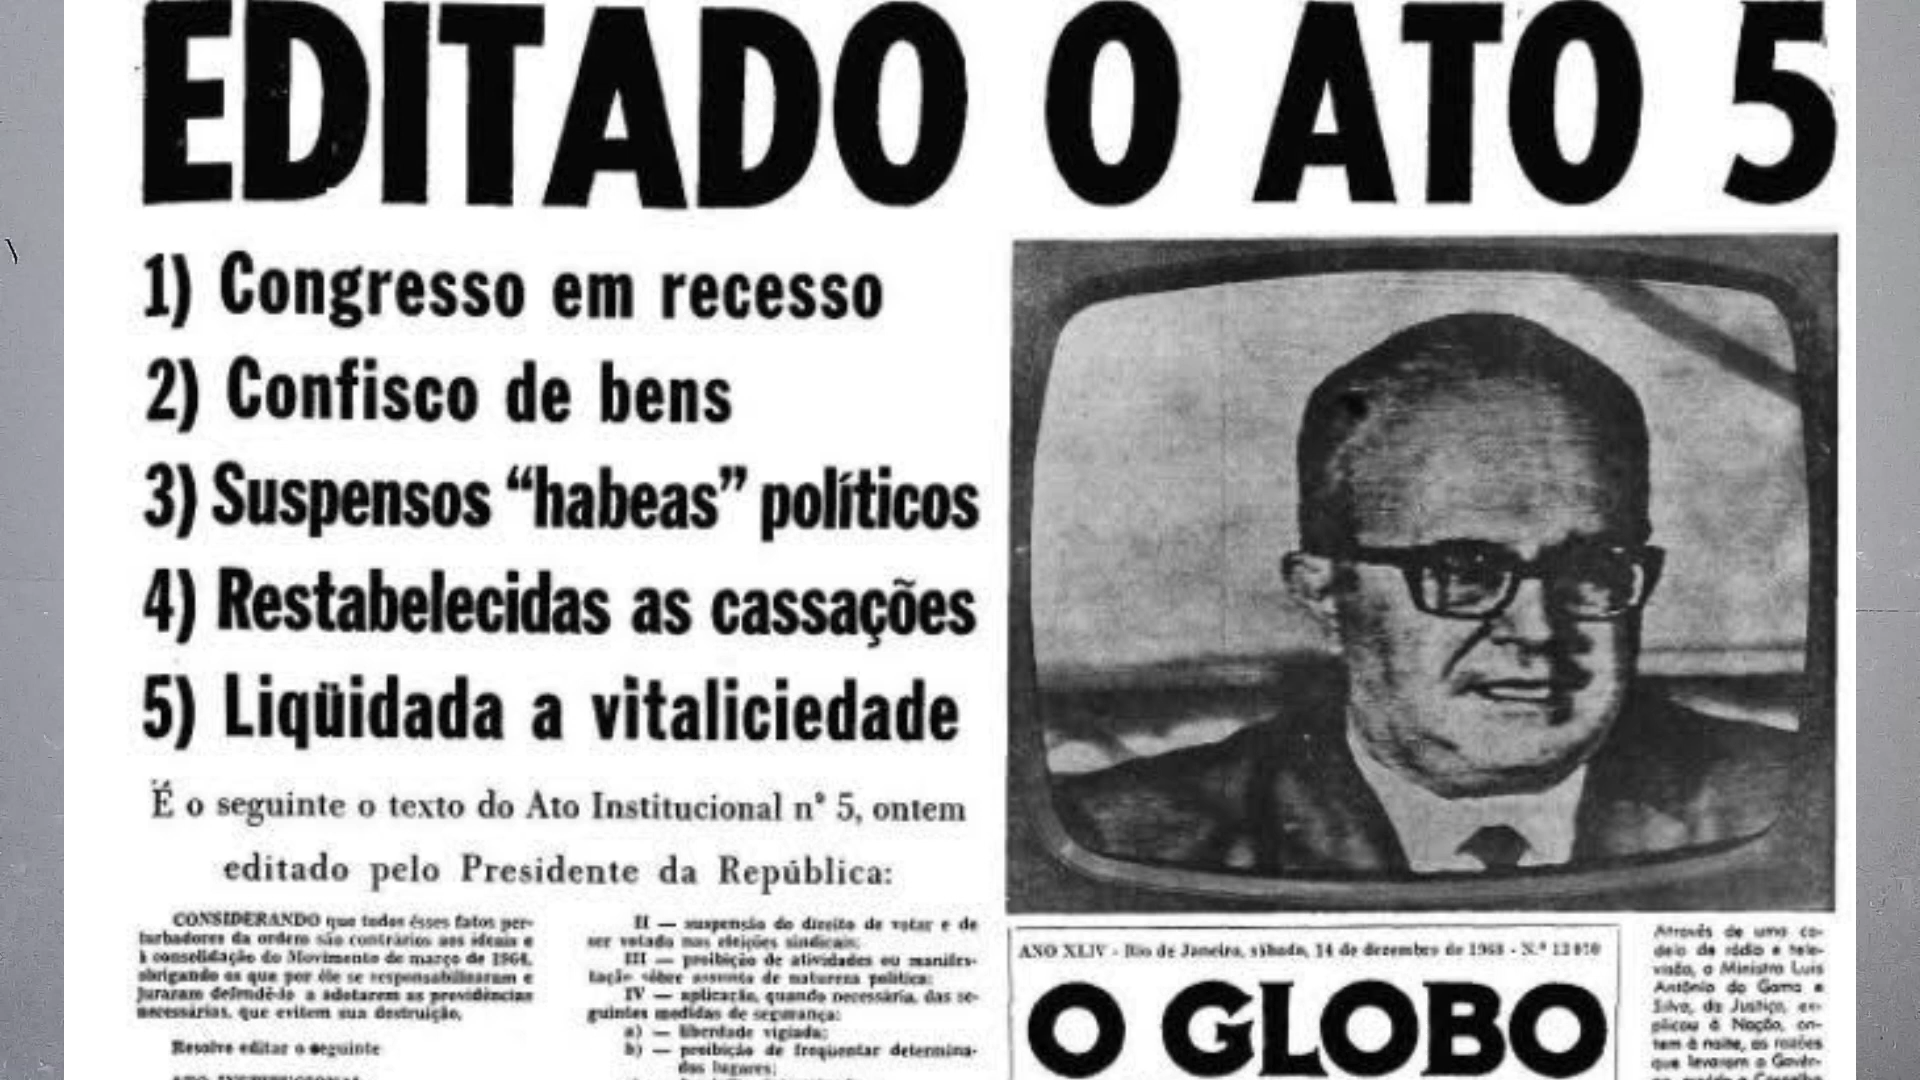 EDITADO O ATO 5
1) Congresso em recesso
2) Confisco de bens
3) Suspensos “habeas” políticos
4) Restabelecidas as cassações
5) Liqüidada a vitaliciedade
É o seguinte o texto do Ato Institucional n° 5, ontem
editado pelo Presidente da República:
CONSIDERANDO que todos êsses fatos per-
turbadores da ordem são contrários aos ideais e
à consolidação do Movimento de março de 1964,
obrigando os que por êle se responsabilizaram e
juraram defendê-lo a adotarem as providências
necessárias, que evitem sua destruição,
Resolve editar o seguinte
ATO INSTITUCIONAL
II — suspensão do direito de votar e de
ser votado nas eleições sindicais;
III — proibição de atividades ou manifes-
tação sôbre assunto de natureza política;
IV — aplicação, quando necessária, das se-
guintes medidas de segurança:
a) — liberdade vigiada;
b) — proibição de freqüentar determina-
dos lugares;
ANO XLIV - Rio de Janeiro, sábado, 14 de dezembro de 1968 - N.°
O GLOBO
Através de uma ca-
deia de rádio e tele-
visão, o Ministro Luis
Antônio da Gama e
Silva, da Justiça, ex-
plicou à Nação, on-
tem à noite, as razões
que levaram o Govêr-